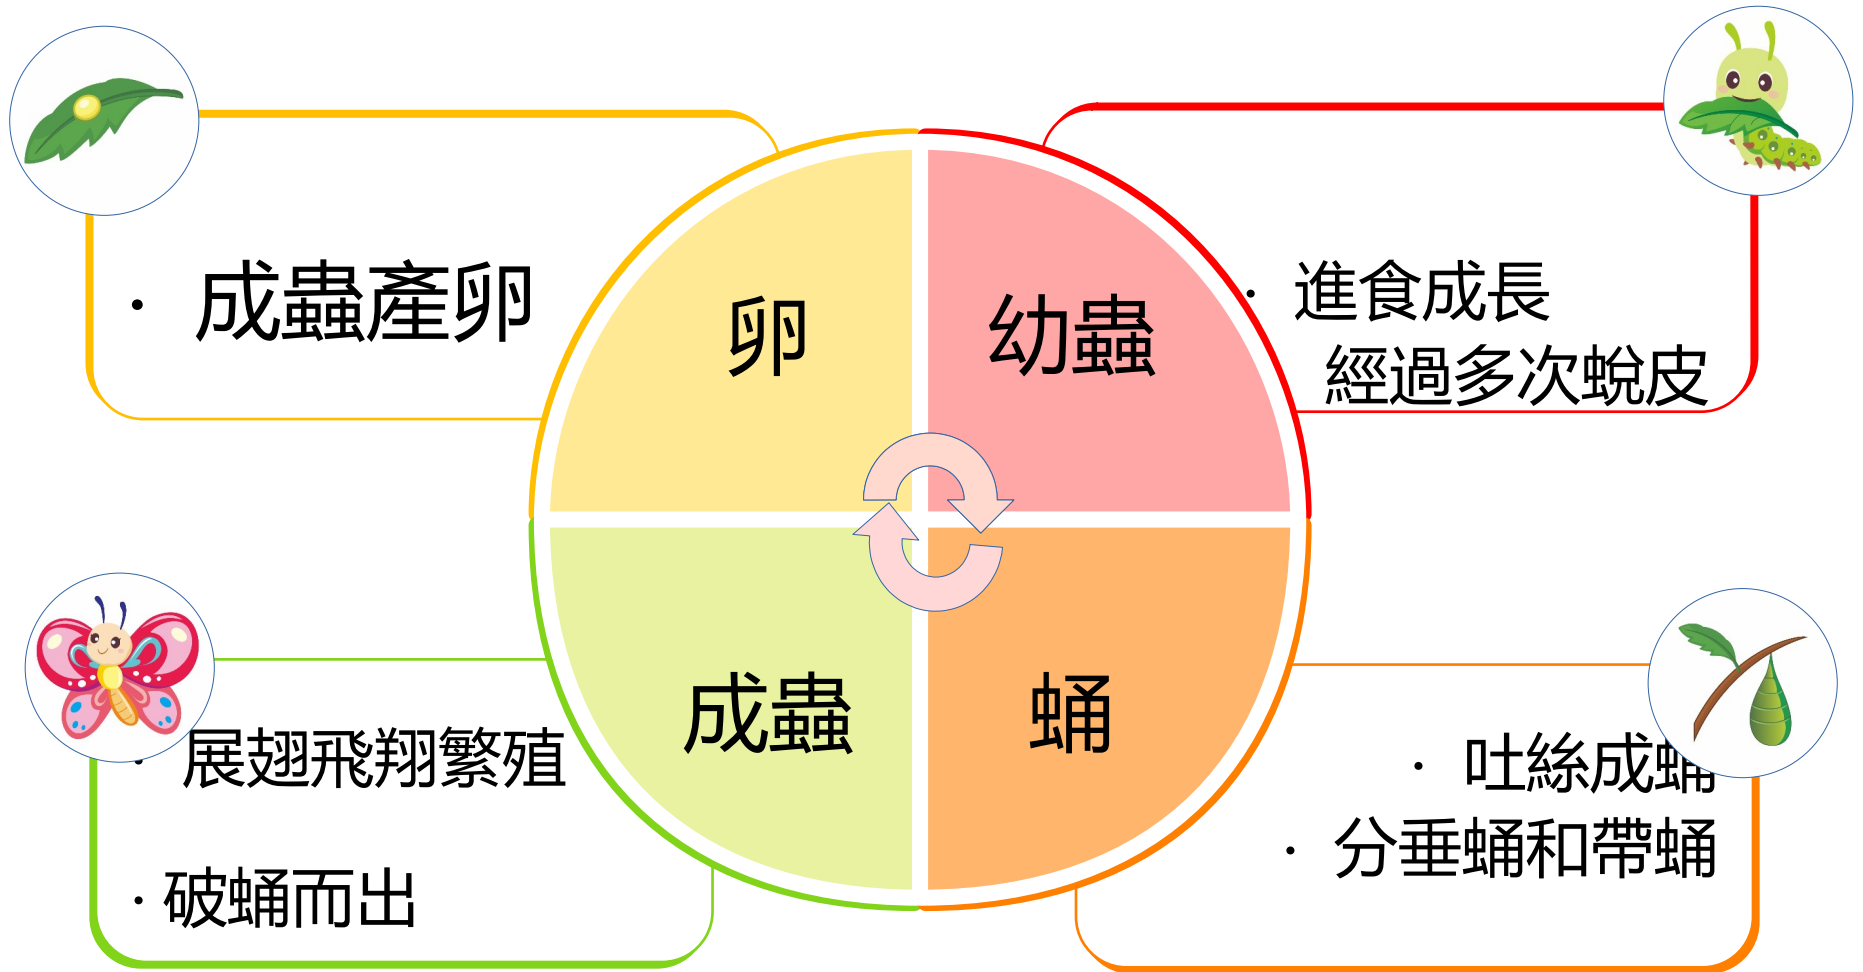 • 成蟲產卵
卵
幼蟲
• 進食成長
經過多次蛻皮
成蟲
蛹
• 展翅飛翔繁殖
• 破蛹而出
• 吐絲成蛹
• 分垂蛹和帶蛹